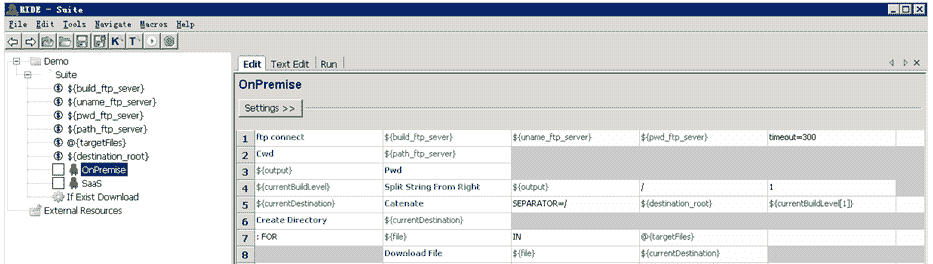 RIDE - Suite
File Edit Tools Navigate Macros Help
K T
Demo
Suite
${build_ftp_sever}
${uname_ftp_sever}
${pwd_ftp_sever}
${path_ftp_server}
@{targetFiles}
${destination_root}
OnPremise
SaaS
If Exist Download
External Resources
Edit Text Edit Run
OnPremise
Settings >>
1 ftp connect ${build_ftp_sever} ${uname_ftp_sever} ${pwd_ftp_sever} timeout=300
2 Cwd ${path_ftp_server}
3 ${output} Pwd
4 ${currentBuildLevel} Split String From Right ${output} / 1
5 ${currentDestination} Catenate SEPARATOR=/ ${destination_root} ${currentBuildLevel[1]}
6 Create Directory ${currentDestination}
7 : FOR ${file} IN @{targetFiles}
8 Download File ${file} ${currentDestination}